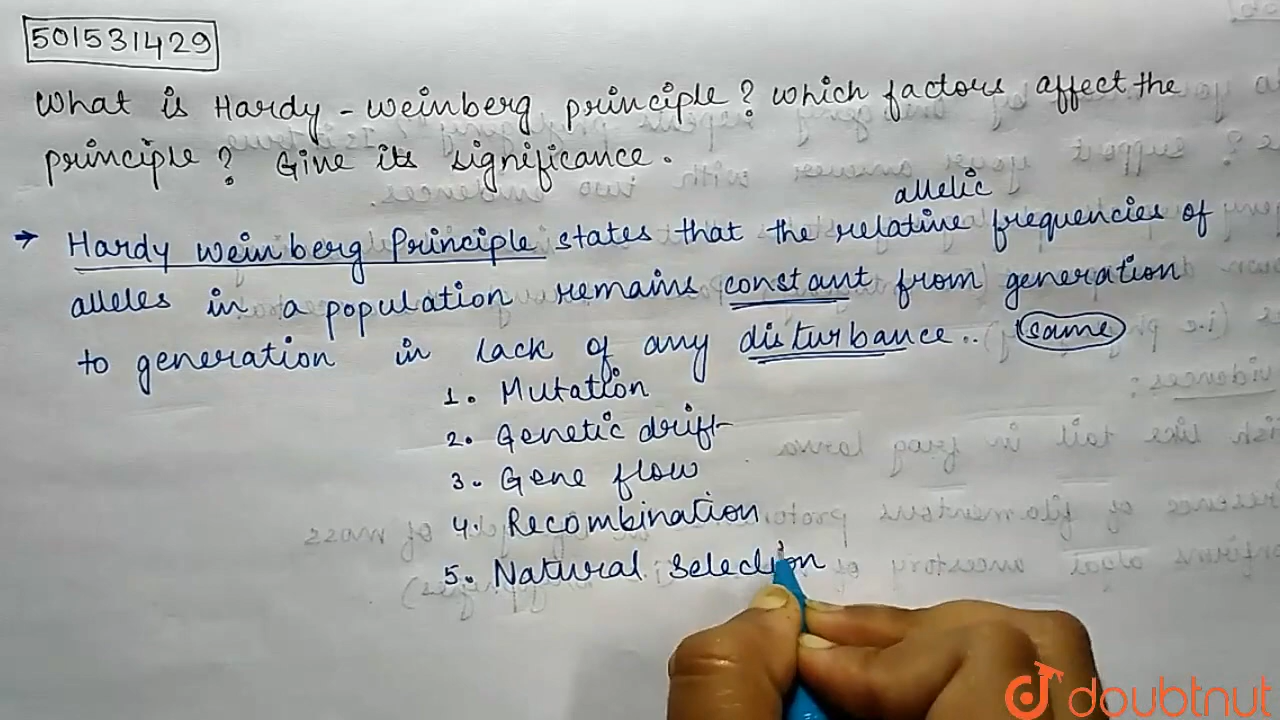 501531429
What is Hardy - Weinberg principle? Which factors affect the
principle? Give its significance.
allelic
→ Hardy Weinberg Principle states that the relative frequencies of
alleles in a population remains constant from generation
to generation in lack of any disturbance.. (same)
1. Mutation
2. Genetic drift
3. Gene flow
4. Recombination
5. Natural Selection
doubtnut